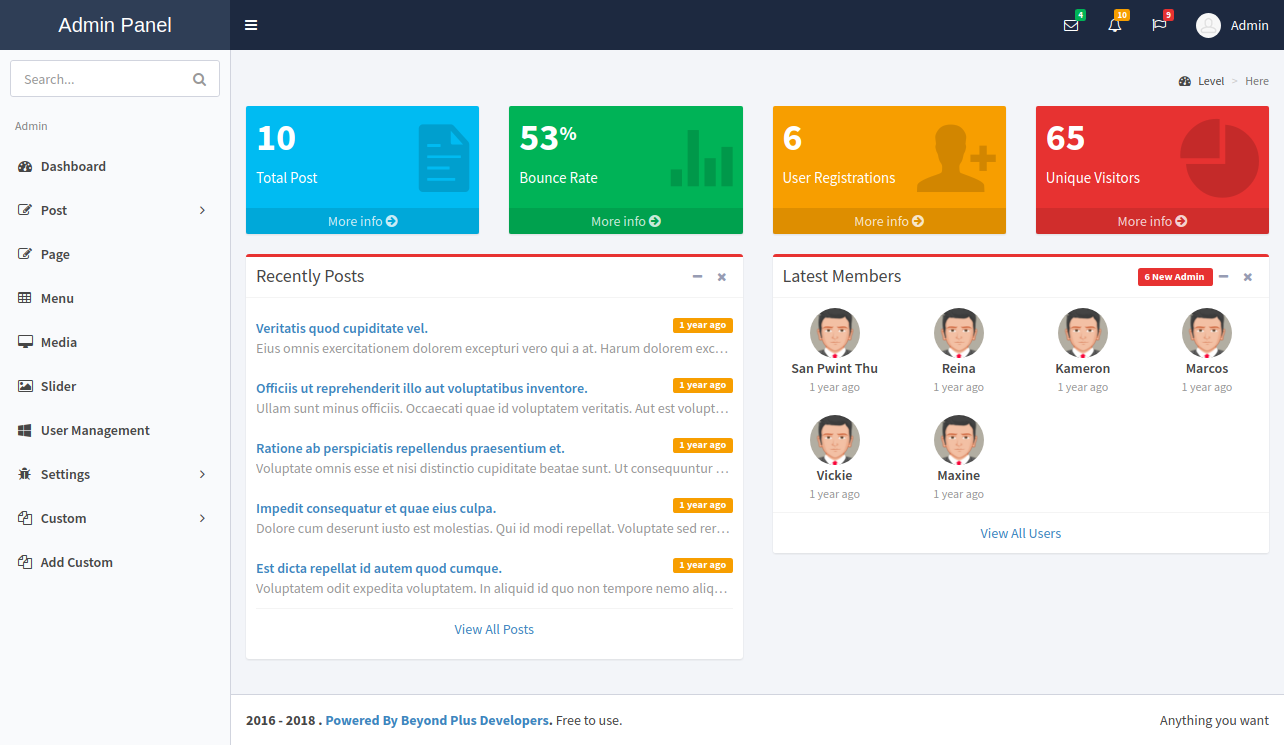 Admin Panel
4
10
9
Admin
Search...
Level > Here
Admin
Dashboard
Post
Page
Menu
Media
Slider
User Management
Settings
Custom
Add Custom
10
Total Post
More info
53%
Bounce Rate
More info
6
User Registrations
More info
65
Unique Visitors
More info
Recently Posts
Veritatis quod cupiditate vel.
1 year ago
Eius omnis exercitationem dolorem excepturi vero qui a at. Harum dolorem exc…
Officiis ut reprehenderit illo aut voluptatibus inventore.
1 year ago
Ullam sunt minus officiis. Occaecati quae id voluptatem veritatis. Aut est volupt…
Ratione ab perspiciatis repellendus praesentium et.
1 year ago
Voluptate omnis esse et nisi distinctio cupiditate beatae sunt. Ut consequuntur …
Impedit consequatur et quae eius culpa.
1 year ago
Dolore cum deserunt iusto est molestias. Qui id modi repellat. Voluptate sed rer…
Est dicta repellat id autem quod cumque.
1 year ago
Voluptatem odit expedita voluptatem. In aliquid id quo non tempore nemo aliq…
View All Posts
Latest Members
6 New Admin
San Pwint Thu
1 year ago
Reina
1 year ago
Kameron
1 year ago
Marcos
1 year ago
Vickie
1 year ago
Maxine
1 year ago
View All Users
2016 - 2018 . Powered By Beyond Plus Developers. Free to use.
Anything you want